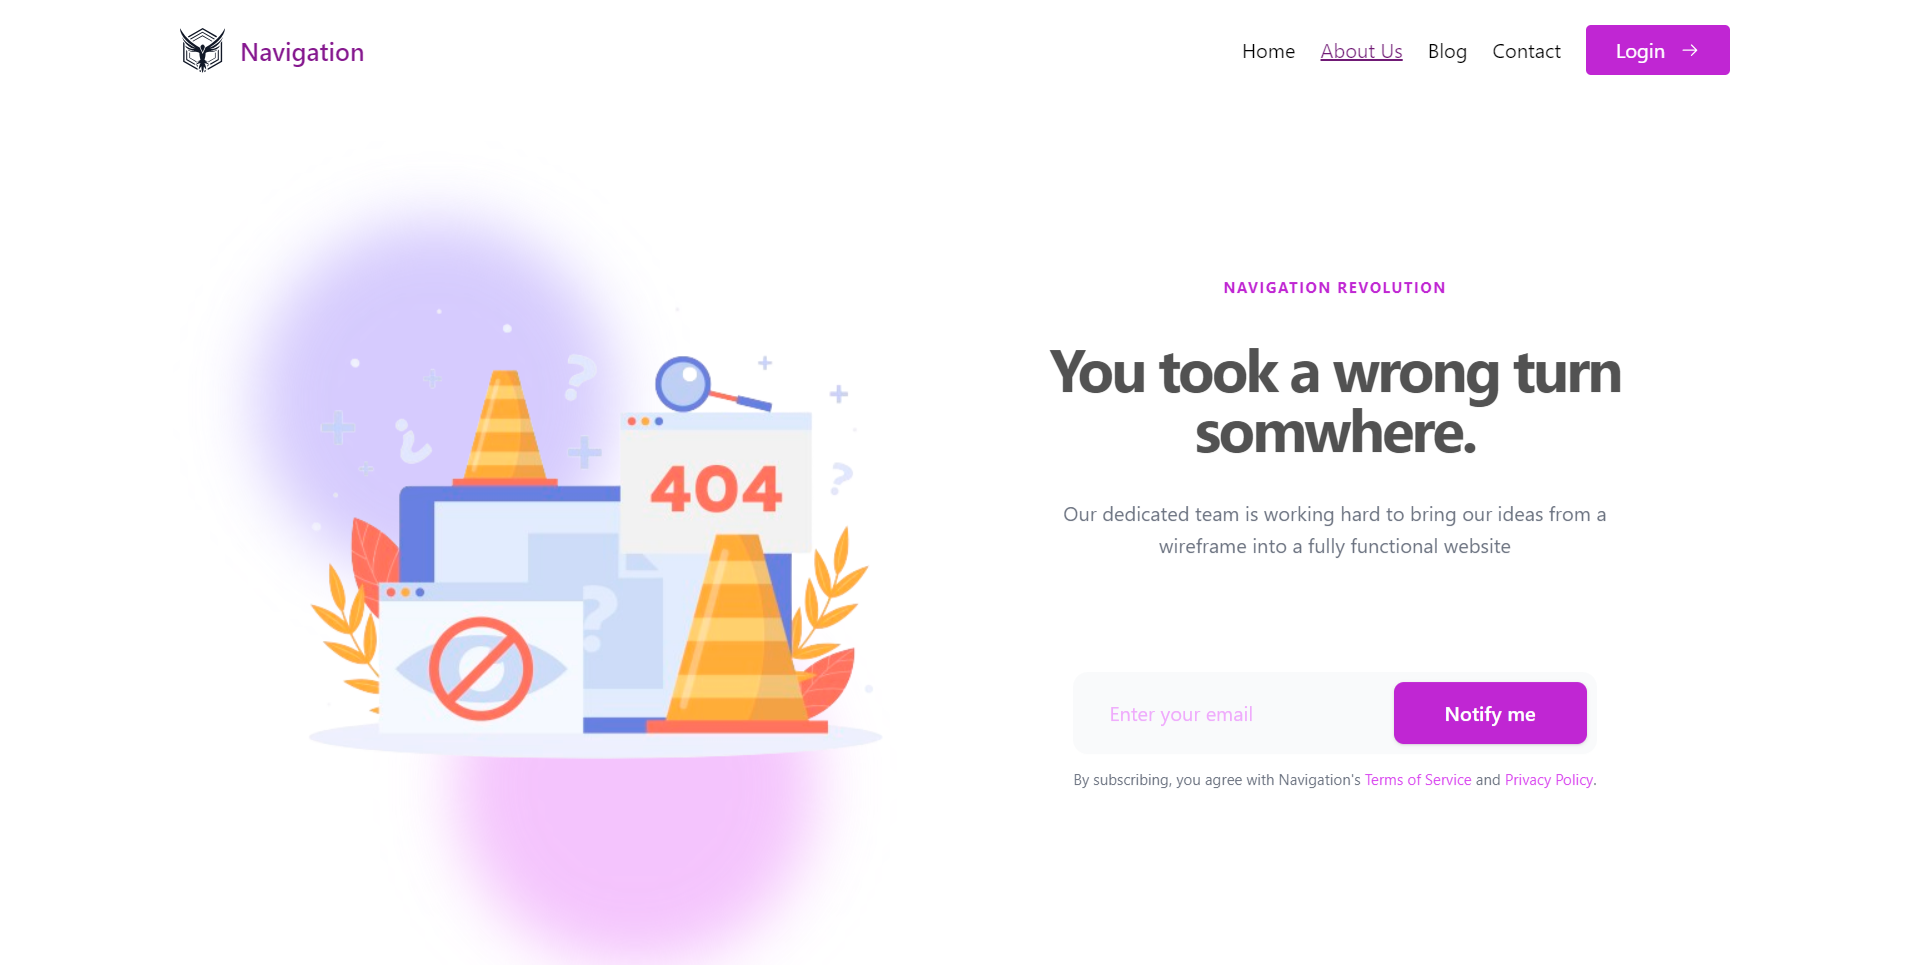 Navigation
Home About Us Blog Contact Login →
NAVIGATION REVOLUTION
You took a wrong turn
somwhere.
Our dedicated team is working hard to bring our ideas from a
wireframe into a fully functional website
404
?
?
?
¿
Enter your email Notify me
By subscribing, you agree with Navigation's Terms of Service and Privacy Policy.